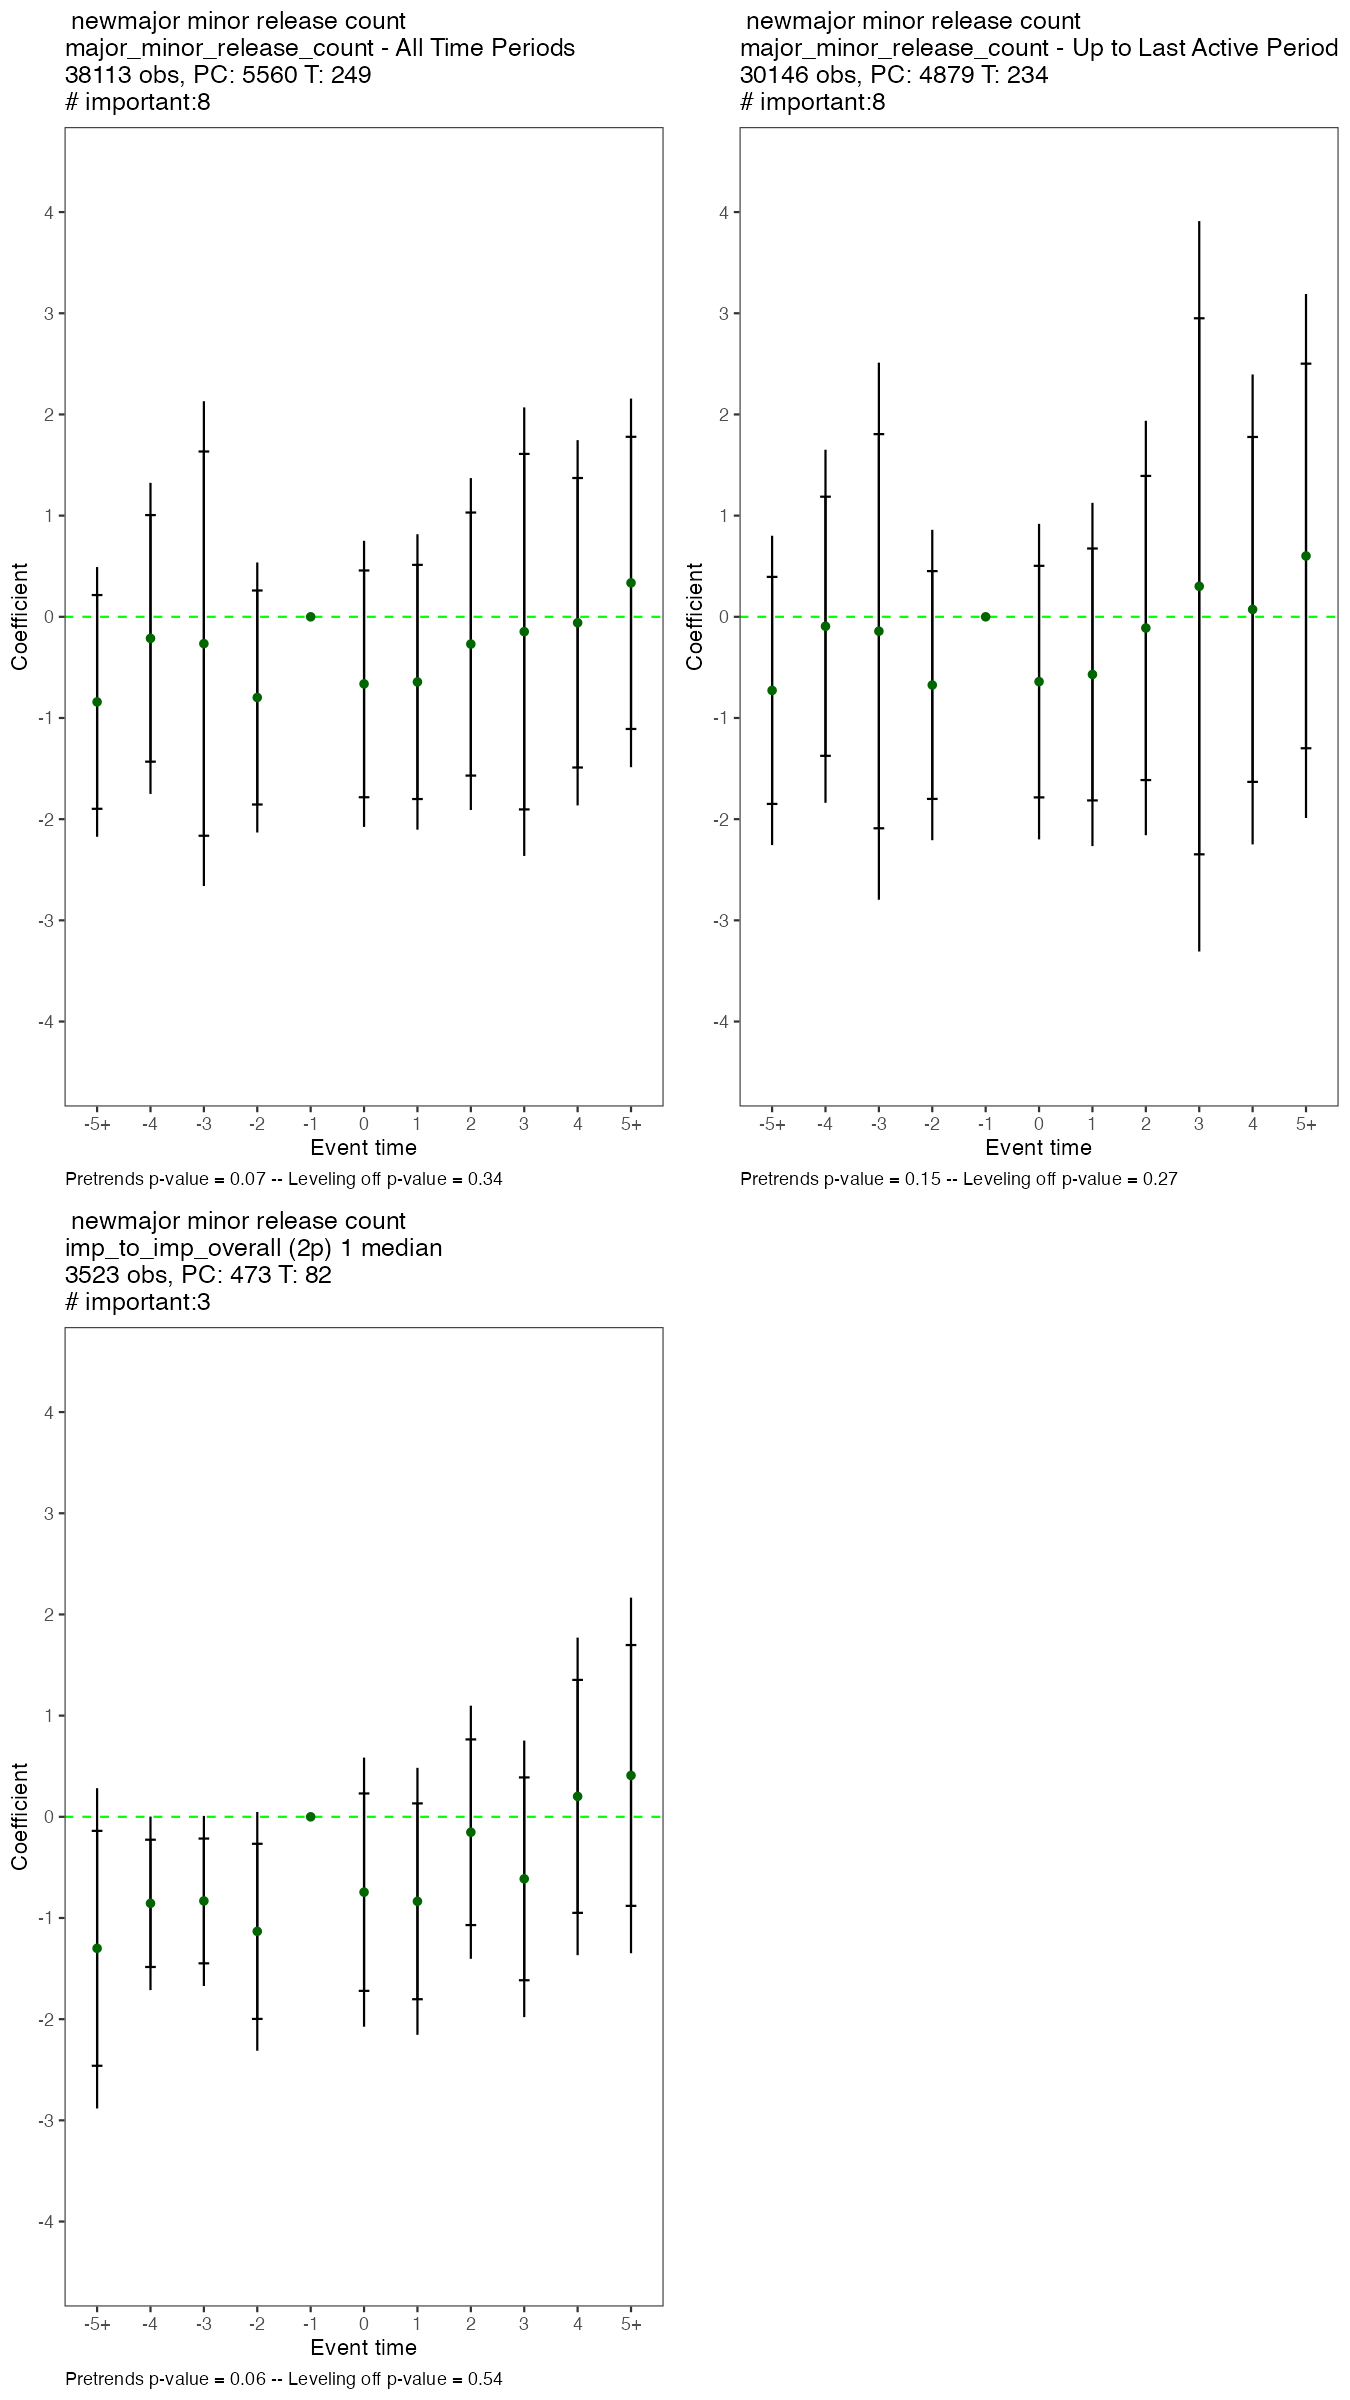 newmajor minor release count
major_minor_release_count - All Time Periods
38113 obs, PC: 5560 T: 249
# important:8
4
3
2
1
0
-1
-2
-3
-4
Coefficient
-5+ -4 -3 -2 -1 0 1 2 3 4 5+
Event time
Pretrends p-value = 0.07 -- Leveling off p-value = 0.34
newmajor minor release count
major_minor_release_count - Up to Last Active Period
30146 obs, PC: 4879 T: 234
# important:8
4
3
2
1
0
-1
-2
-3
-4
Coefficient
-5+ -4 -3 -2 -1 0 1 2 3 4 5+
Event time
Pretrends p-value = 0.15 -- Leveling off p-value = 0.27
newmajor minor release count
imp_to_imp_overall (2p) 1 median
3523 obs, PC: 473 T: 82
# important:3
4
3
2
1
0
-1
-2
-3
-4
Coefficient
-5+ -4 -3 -2 -1 0 1 2 3 4 5+
Event time
Pretrends p-value = 0.06 -- Leveling off p-value = 0.54